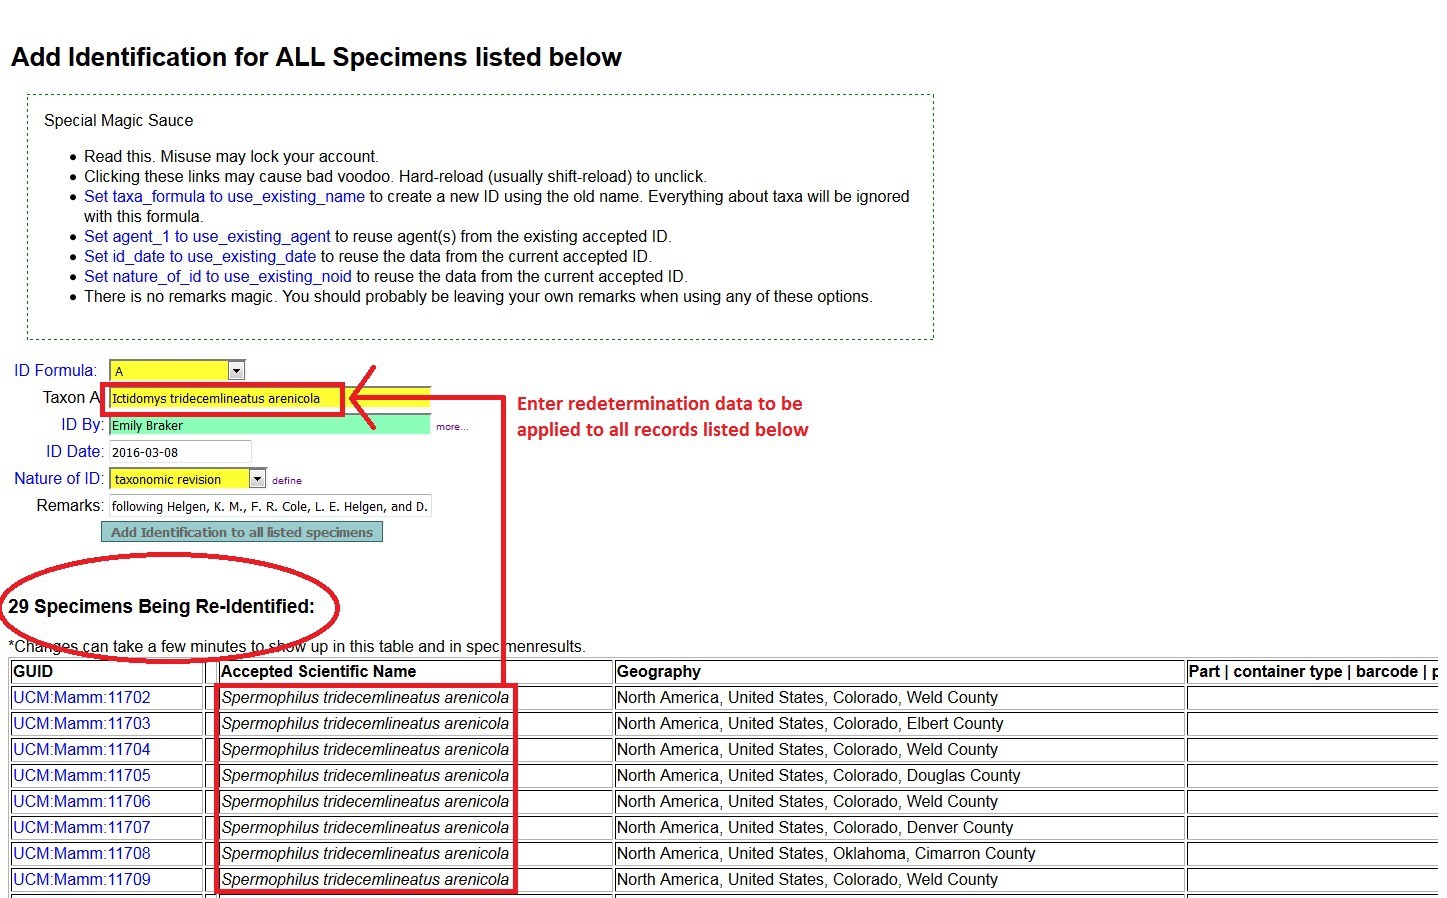 Add Identification for ALL Specimens listed below
Special Magic Sauce
• Read this. Misuse may lock your account.
• Clicking these links may cause bad voodoo. Hard-reload (usually shift-reload) to unclick.
• Set taxa_formula to use_existing_name to create a new ID using the old name. Everything about taxa will be ignored
with this formula.
• Set agent_1 to use_existing_agent to reuse agent(s) from the existing accepted ID.
• Set id_date to use_existing_date to reuse the data from the current accepted ID.
• Set nature_of_id to use_existing_noid to reuse the data from the current accepted ID.
• There is no remarks magic. You should probably be leaving your own remarks when using any of these options.
ID Formula: A
Taxon A Ictidomys tridecemlineatus arenicola
Enter redetermination data to be
applied to all records listed below
ID By: Emily Braker more...
ID Date: 2016-03-08
Nature of ID: taxonomic revision define
Remarks: following Helgen, K. M., F. R. Cole, L. E. Helgen, and D.
Add Identification to all listed specimens
29 Specimens Being Re-Identified:
*Changes can take a few minutes to show up in this table and in specimenresults.
GUID Accepted Scientific Name Geography Part | container type | barcode | p
UCM:Mamm:11702 Spermophilus tridecemlineatus arenicola North America, United States, Colorado, Weld County
UCM:Mamm:11703 Spermophilus tridecemlineatus arenicola North America, United States, Colorado, Elbert County
UCM:Mamm:11704 Spermophilus tridecemlineatus arenicola North America, United States, Colorado, Weld County
UCM:Mamm:11705 Spermophilus tridecemlineatus arenicola North America, United States, Colorado, Douglas County
UCM:Mamm:11706 Spermophilus tridecemlineatus arenicola North America, United States, Colorado, Weld County
UCM:Mamm:11707 Spermophilus tridecemlineatus arenicola North America, United States, Colorado, Denver County
UCM:Mamm:11708 Spermophilus tridecemlineatus arenicola North America, United States, Oklahoma, Cimarron County
UCM:Mamm:11709 Spermophilus tridecemlineatus arenicola North America, United States, Colorado, Weld County